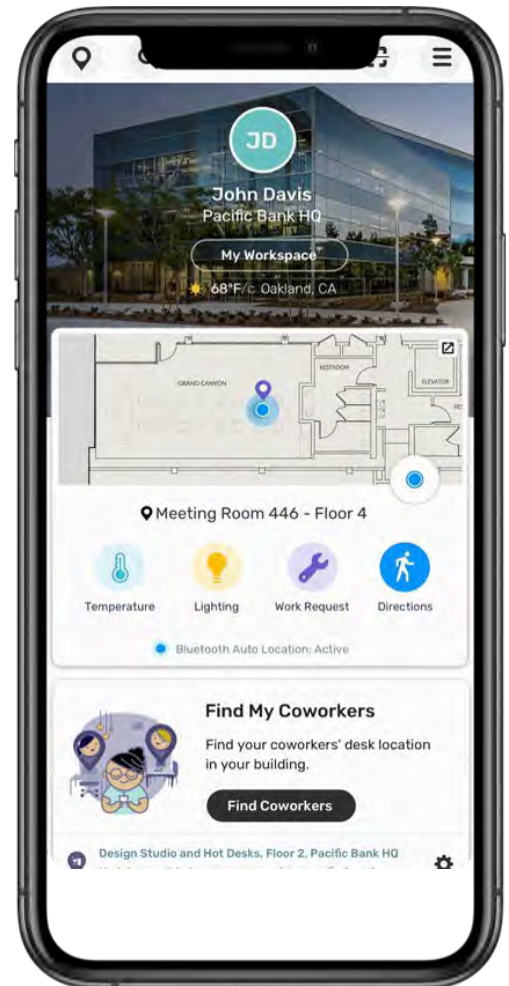 JD
John Davis
Pacific Bank HQ
My Workspace
68°F/c Oakland, CA
GRAND CANYON
RESTROOM
ELEVATOR
Meeting Room 446 - Floor 4
Temperature
Lighting
Work Request
Directions
Bluetooth Auto Location: Active
Find My Coworkers
Find your coworkers' desk location
in your building.
Find Coworkers
Design Studio and Hot Desks, Floor 2, Pacific Bank HQ